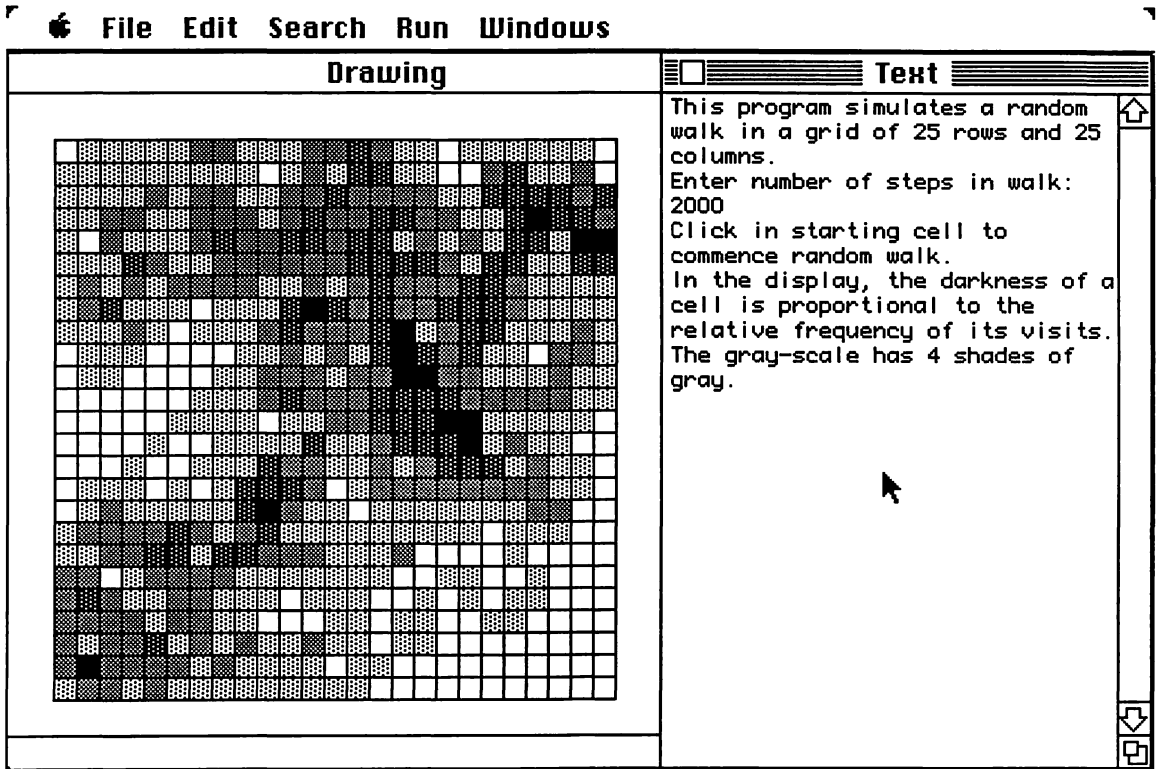 File Edit Search Run Windows
Drawing
Text
This program simulates a random
walk in a grid of 25 rows and 25
columns.
Enter number of steps in walk:
2000
Click in starting cell to
commence random walk.
In the display, the darkness of a
cell is proportional to the
relative frequency of its visits.
The gray-scale has 4 shades of
gray.